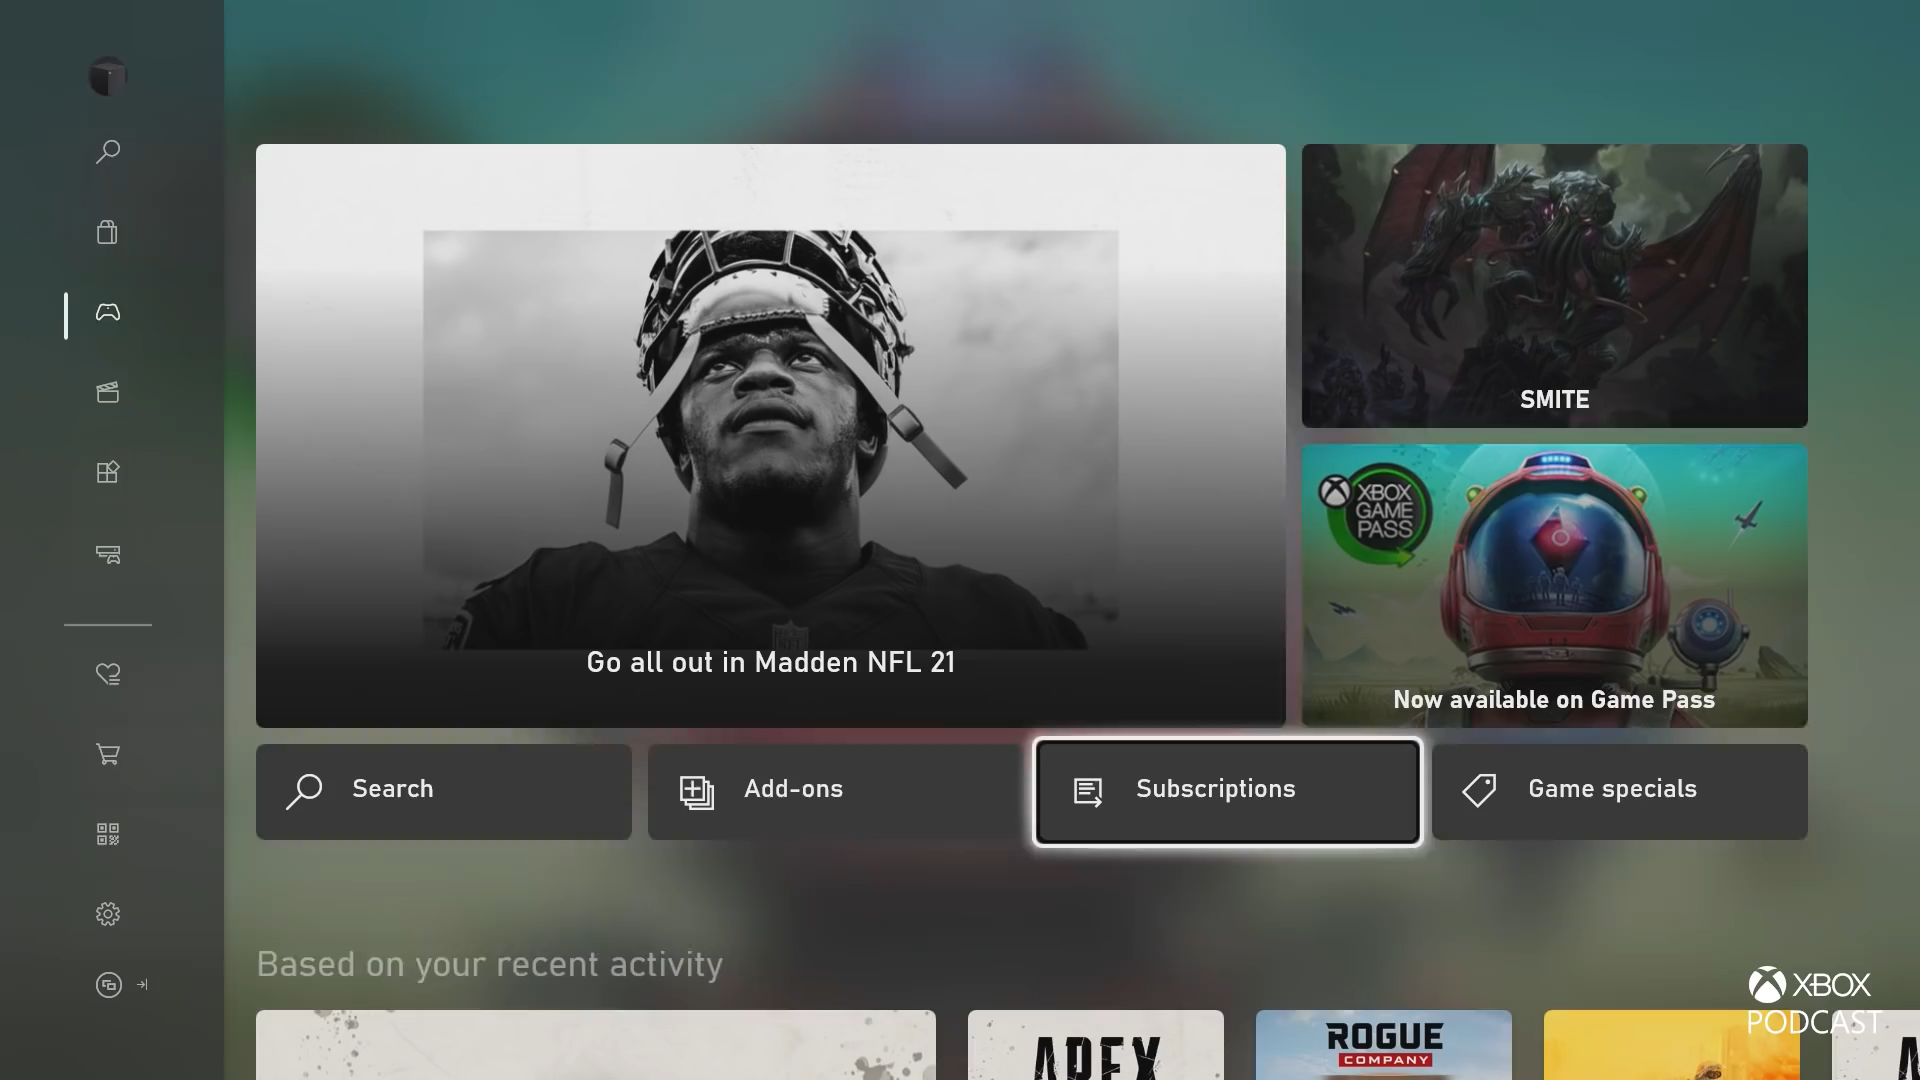 SMITE
XBOX
GAME
PASS
Go all out in Madden NFL 21
Now available on Game Pass
Search
Add-ons
Subscriptions
Game specials
Based on your recent activity
APEX
ROGUE
COMPANY
XBOX
PODCAST